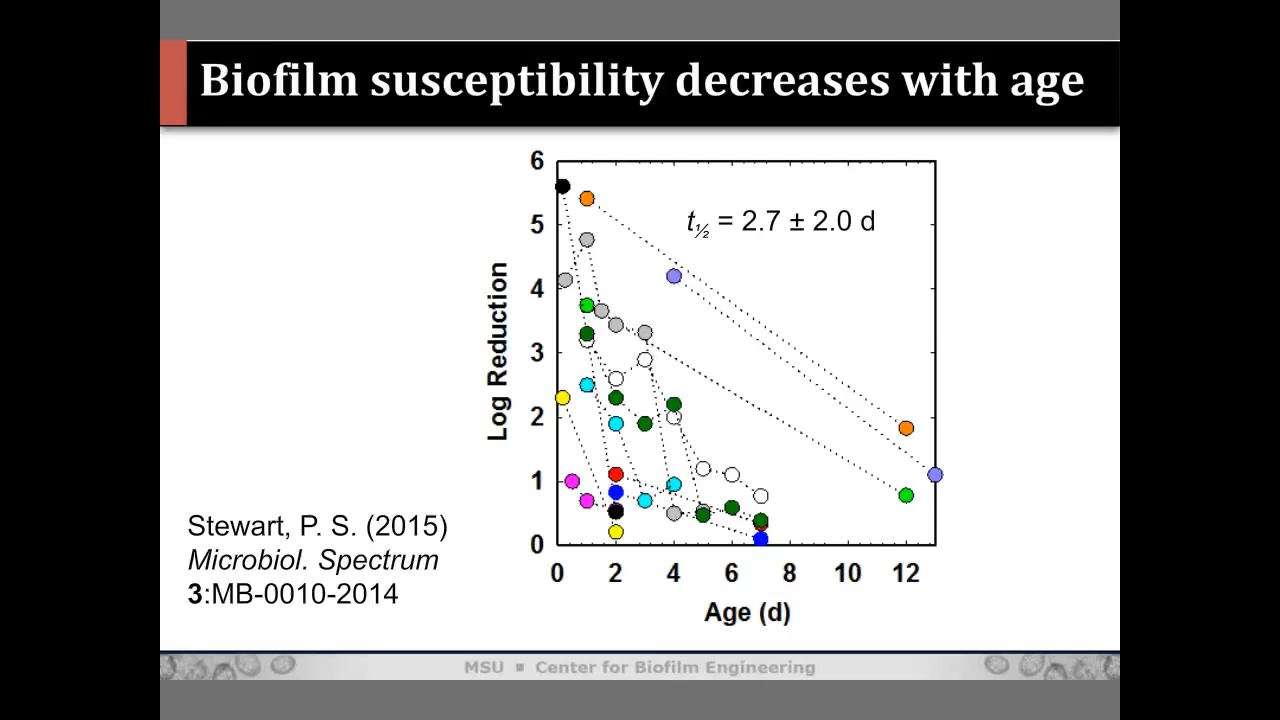 Biofilm susceptibility decreases with age
6
t½ = 2.7 ± 2.0 d
5
4
3
2
1
0
Log Reduction
0 2 4 6 8 10 12
Age (d)
Stewart, P. S. (2015)
Microbiol. Spectrum
3:MB-0010-2014
MSU ■ Center for Biofilm Engineering